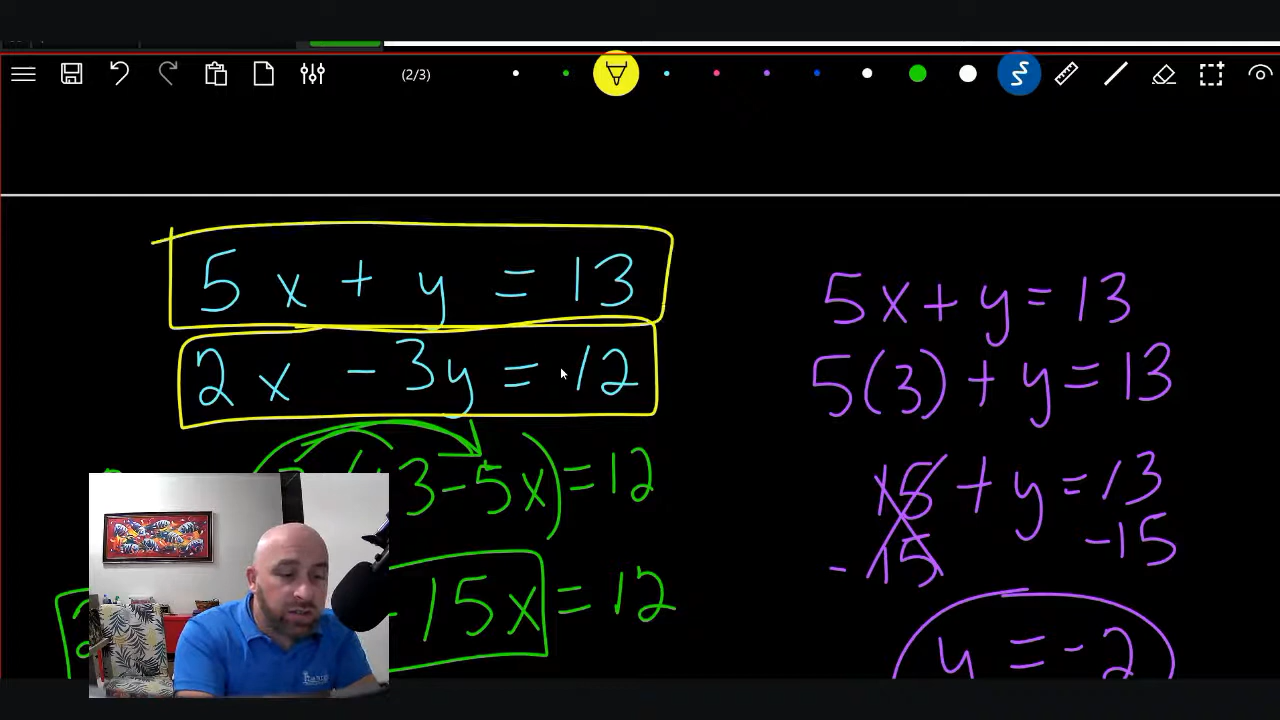 (2/3)
5x + y = 13
2x - 3y = 12
3-5x) = 12
15x = 12
5x + y = 13
5(3) + y = 13
15 + y = 13
-15 -15
y = -2